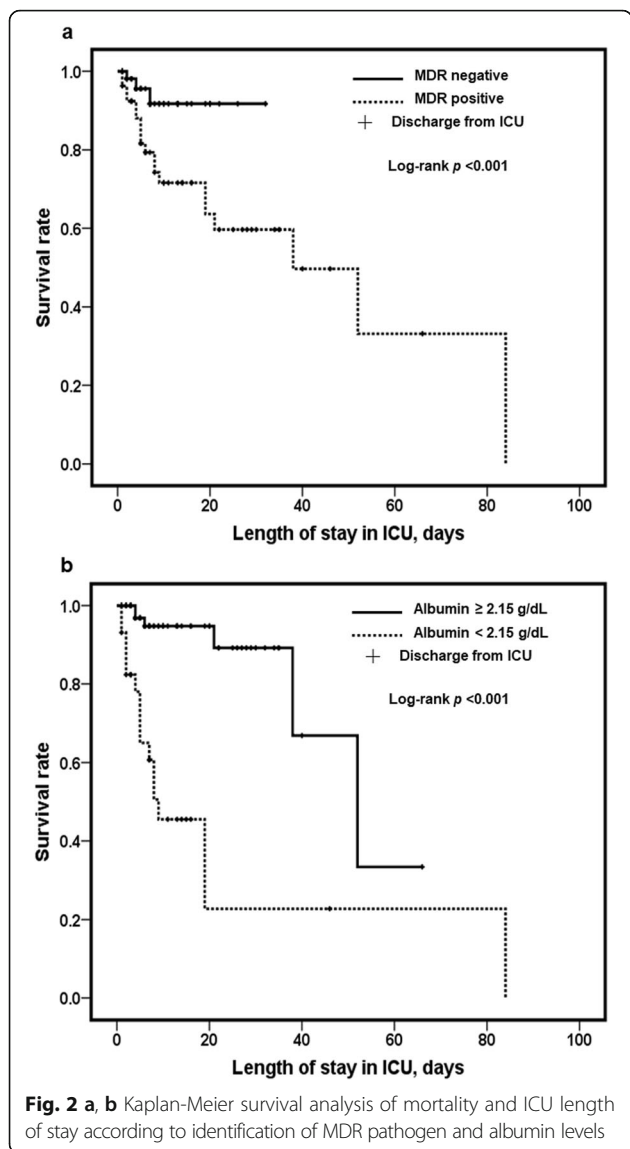 a
1.0
0.8
0.6
0.4
0.2
0.0
Survival rate
MDR negative
MDR positive
Discharge from ICU
Log-rank p <0.001
0 20 40 60 80 100
Length of stay in ICU, days
b
1.0
0.8
0.6
0.4
0.2
0.0
Survival rate
Albumin ≥ 2.15 g/dL
Albumin < 2.15 g/dL
Discharge from ICU
Log-rank p <0.001
0 20 40 60 80 100
Length of stay in ICU, days
Fig. 2 a, b Kaplan-Meier survival analysis of mortality and ICU length
of stay according to identification of MDR pathogen and albumin levels